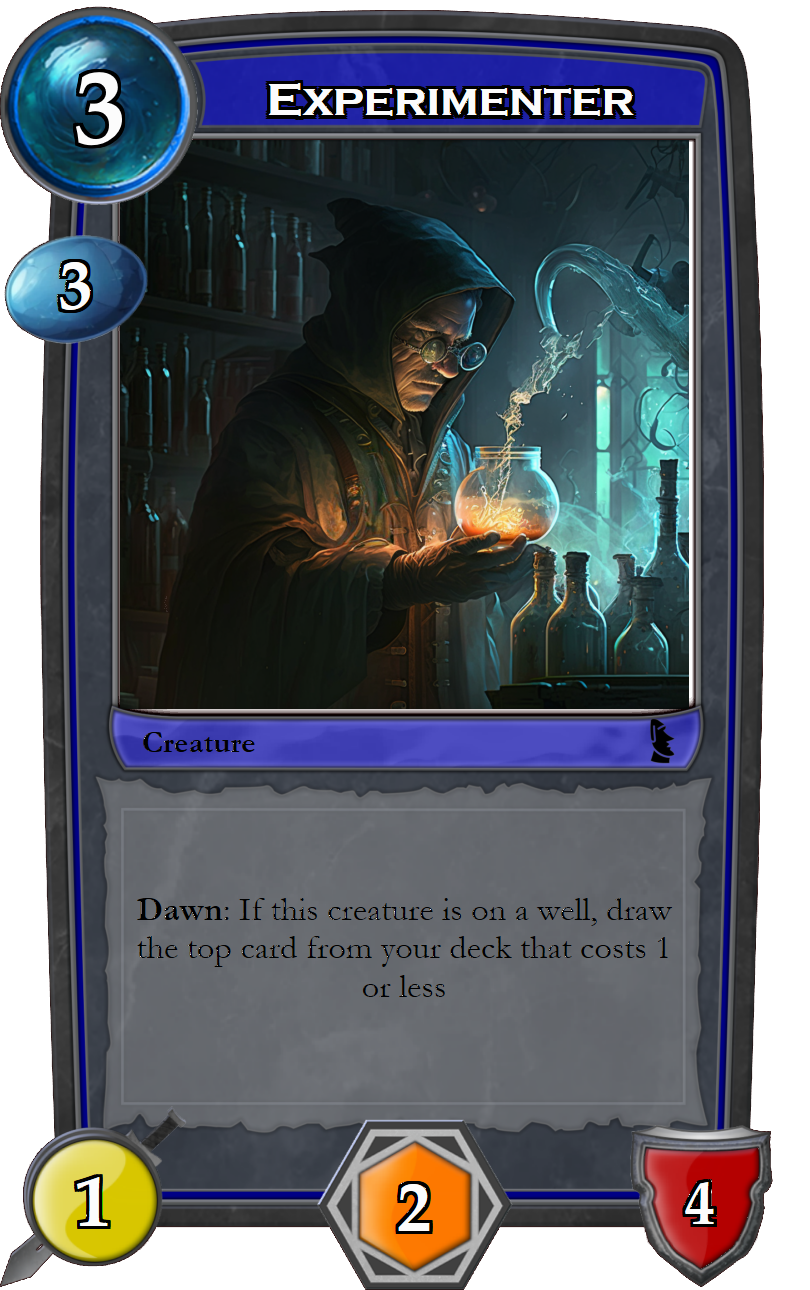 3
Experimenter
3
Creature
Dawn: If this creature is on a well, draw
the top card from your deck that costs 1
or less
1
2
4